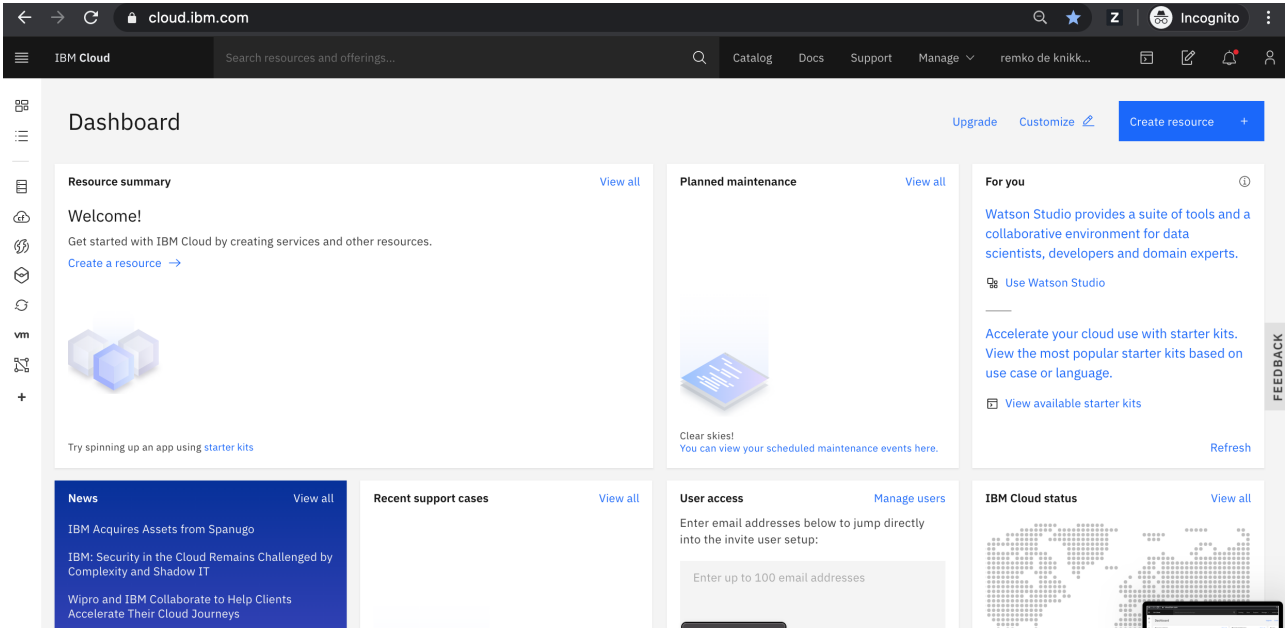 cloud.ibm.com
Z
Incognito
IBM Cloud
Search resources and offerings...
Catalog
Docs
Support
Manage
remko de knikk...
Dashboard
Upgrade
Customize
Create resource +
Resource summary
View all
Welcome!
Get started with IBM Cloud by creating services and other resources.
Create a resource →
Try spinning up an app using starter kits
Planned maintenance
View all
Clear skies!
You can view your scheduled maintenance events here.
For you
Watson Studio provides a suite of tools and a
collaborative environment for data
scientists, developers and domain experts.
Use Watson Studio
Accelerate your cloud use with starter kits.
View the most popular starter kits based on
use case or language.
View available starter kits
Refresh
FEEDBACK
vm
News
View all
IBM Acquires Assets from Spanugo
IBM: Security in the Cloud Remains Challenged by
Complexity and Shadow IT
Wipro and IBM Collaborate to Help Clients
Accelerate Their Cloud Journeys
Recent support cases
View all
User access
Manage users
Enter email addresses below to jump directly
into the invite user setup:
Enter up to 100 email addresses
IBM Cloud status
View all